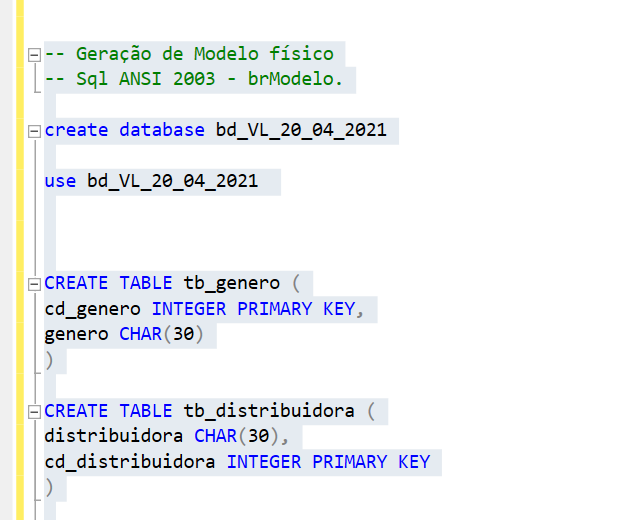 -- Geração de Modelo físico
-- Sql ANSI 2003 - brModelo.
create database bd_VL_20_04_2021
use bd_VL_20_04_2021
CREATE TABLE tb_genero (
cd_genero INTEGER PRIMARY KEY,
genero CHAR(30)
)
CREATE TABLE tb_distribuidora (
distribuidora CHAR(30),
cd_distribuidora INTEGER PRIMARY KEY
)